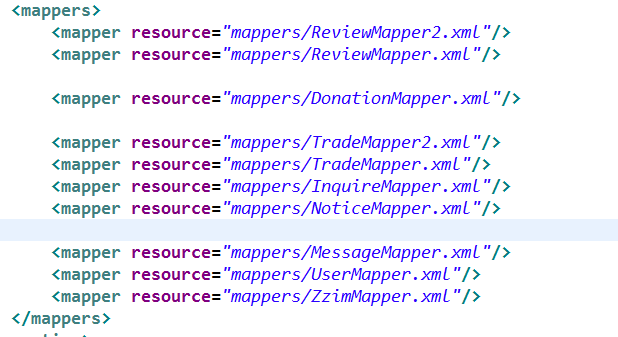 <mappers>
<mapper resource="mappers/ReviewMapper2.xml"/>
<mapper resource="mappers/ReviewMapper.xml"/>
<mapper resource="mappers/DonationMapper.xml"/>
<mapper resource="mappers/TradeMapper2.xml"/>
<mapper resource="mappers/TradeMapper.xml"/>
<mapper resource="mappers/InquireMapper.xml"/>
<mapper resource="mappers/NoticeMapper.xml"/>
<mapper resource="mappers/MessageMapper.xml"/>
<mapper resource="mappers/UserMapper.xml"/>
<mapper resource="mappers/ZzimMapper.xml"/>
</mappers>